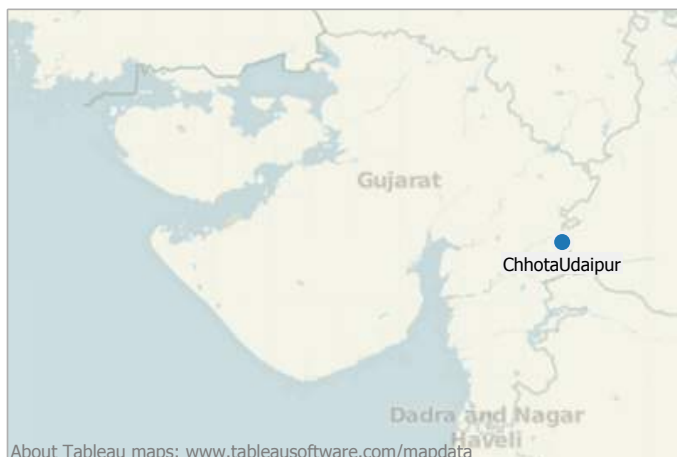 Gujarat
ChhotaUdaipur
Dadra and Nagar
Haveli
About Tableau maps: www.tableausoftware.com/mapdata